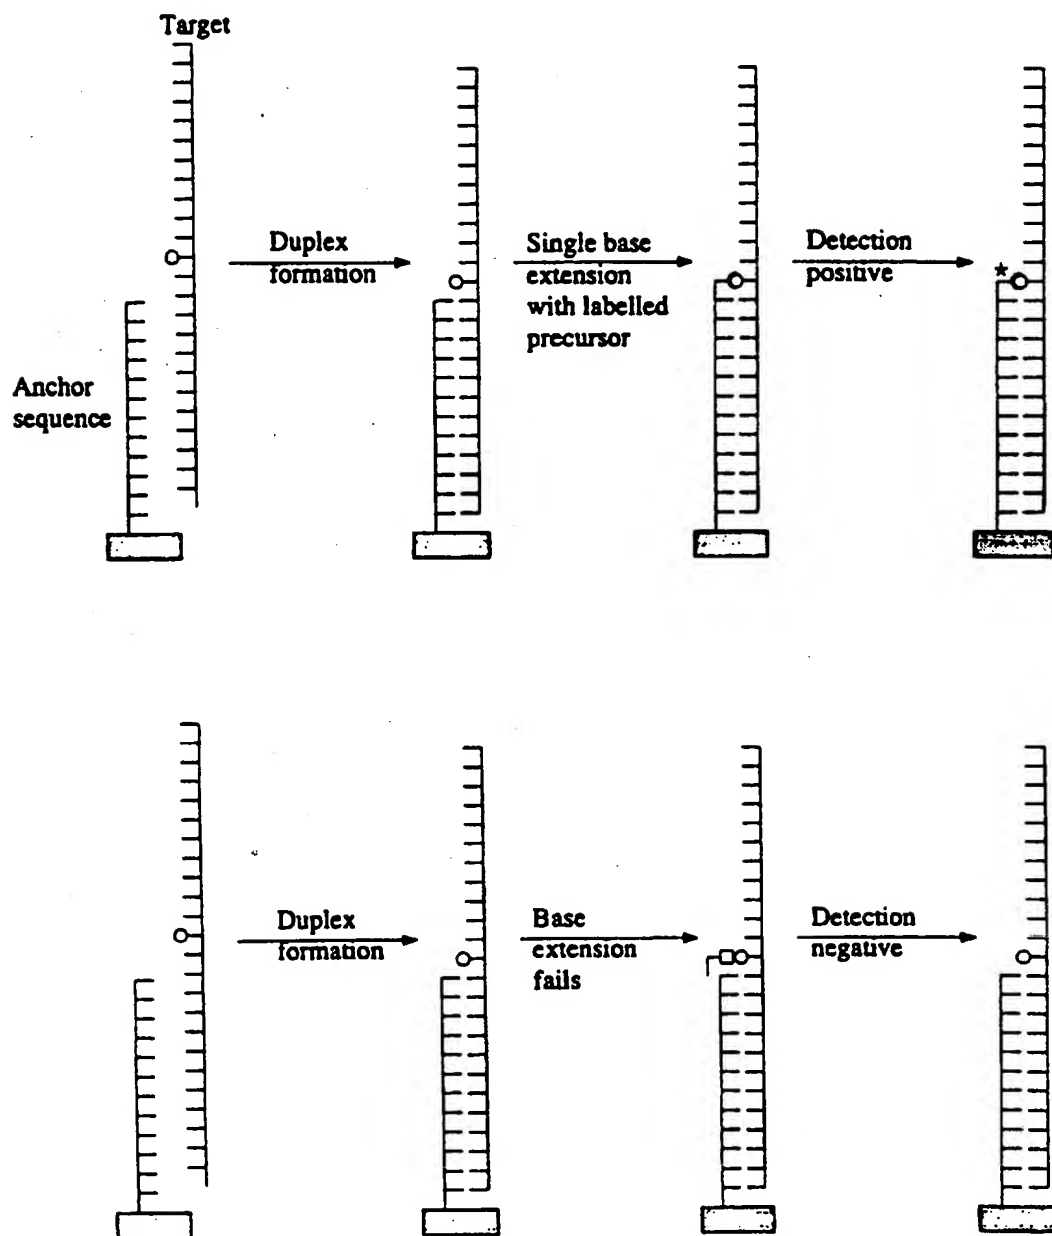 Target
Duplex
formation
Single base
extension
with labelled
precursor
Detection
positive
*
Anchor
sequence
Duplex
formation
Base
extension
fails
Detection
negative